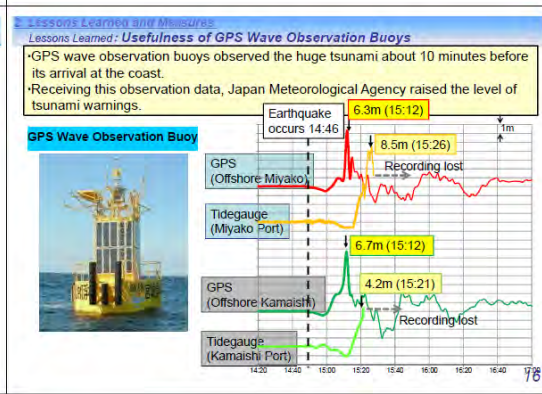 2. Lessons Learned and Measures
Lessons Learned: Usefulness of GPS Wave Observation Buoys
•GPS wave observation buoys observed the huge tsunami about 10 minutes before
its arrival at the coast.
•Receiving this observation data, Japan Meteorological Agency raised the level of
tsunami warnings.
Earthquake
occurs 14:46
6.3m (15:12)
1m
GPS Wave Observation Buoy
8.5m (15:26)
GPS
(Offshore Miyako)
Recording lost
Tidegauge
(Miyako Port)
6.7m (15:12)
GPS
(Offshore Kamaishi)
4.2m (15:21)
Recording lost
Tidegauge
(Kamaishi Port)
14:20 14:40 15:00 15:20 15:40 16:00 16:20 16:40 17:00
16